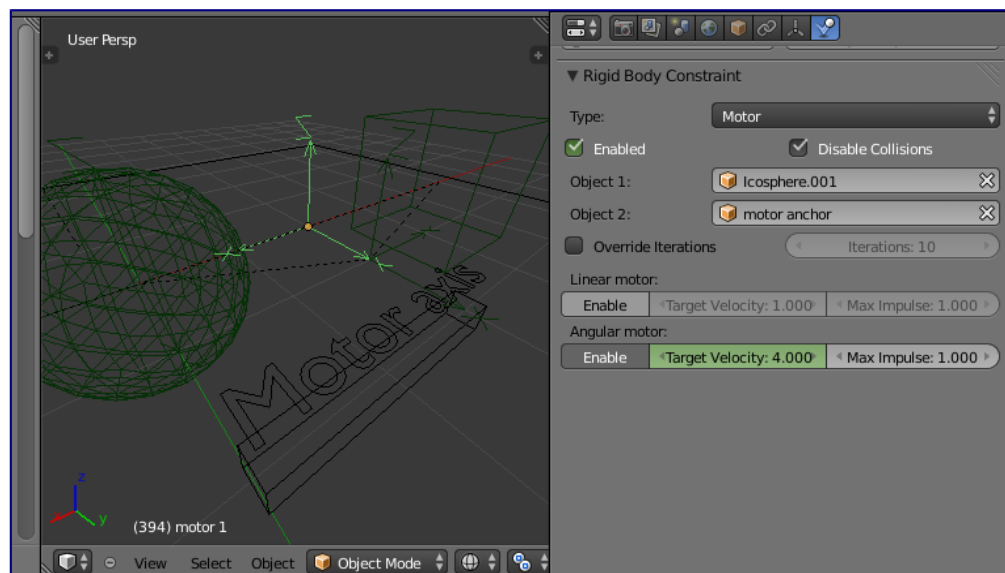 User Persp
Motor axis
z
x
y
(394) motor 1
View Select Object Object Mode
Rigid Body Constraint
Type: Motor
Enabled Disable Collisions
Object 1: Icosphere.001
Object 2: motor anchor
Override Iterations Iterations: 10
Linear motor:
Enable Target Velocity: 1.000 Max Impulse: 1.000
Angular motor:
Enable Target Velocity: 4.000 Max Impulse: 1.000